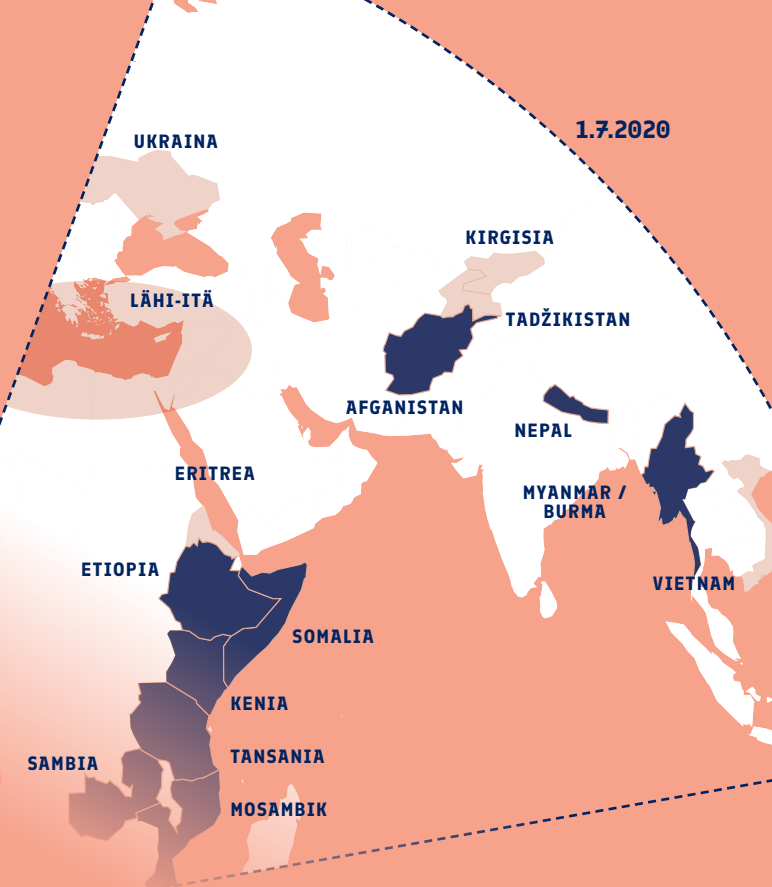 UKRAINA
1.7.2020
KIRGISIA
LÄHI-ITÄ
TADŽIKISTAN
AFGANISTAN
NEPAL
ERITREA
MYANMAR /
BURMA
ETIOPIA
VIETNAM
SOMALIA
KENIA
SAMBIA
TANSANIA
MOSAMBIK